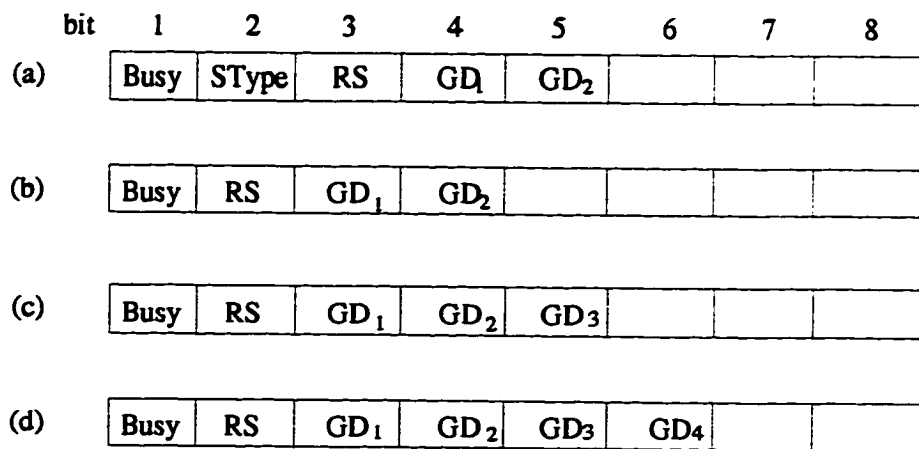 bit 1 2 3 4 5 6 7 8
(a) Busy SType RS GD1 GD2
(b) Busy RS GD1 GD2
(c) Busy RS GD1 GD2 GD3
(d) Busy RS GD1 GD2 GD3 GD4